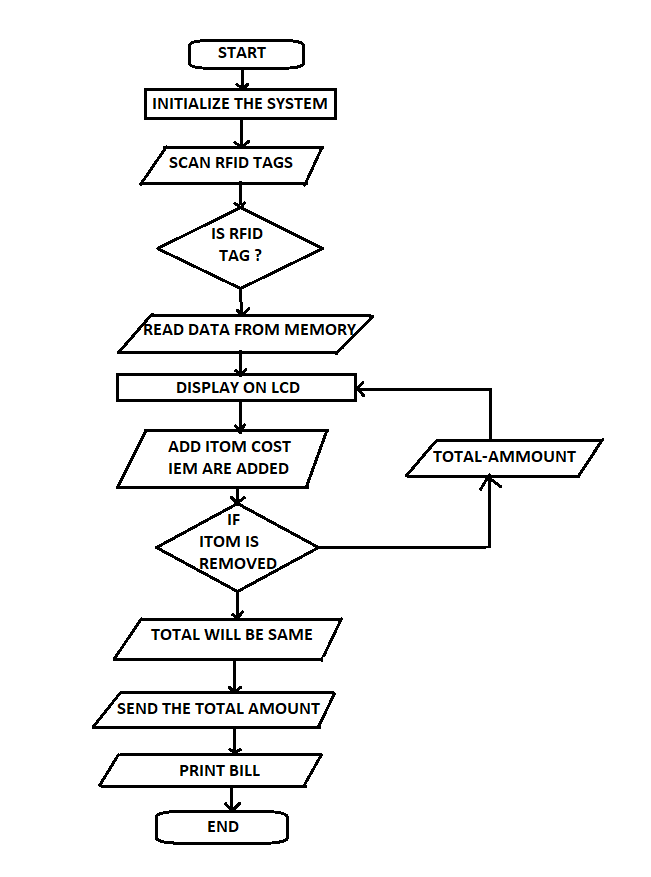 START
INITIALIZE THE SYSTEM
SCAN RFID TAGS
IS RFID
TAG ?
READ DATA FROM MEMORY
DISPLAY ON LCD
ADD ITOM COST
IEM ARE ADDED
TOTAL-AMMOUNT
IF
ITOM IS
REMOVED
TOTAL WILL BE SAME
SEND THE TOTAL AMOUNT
PRINT BILL
END